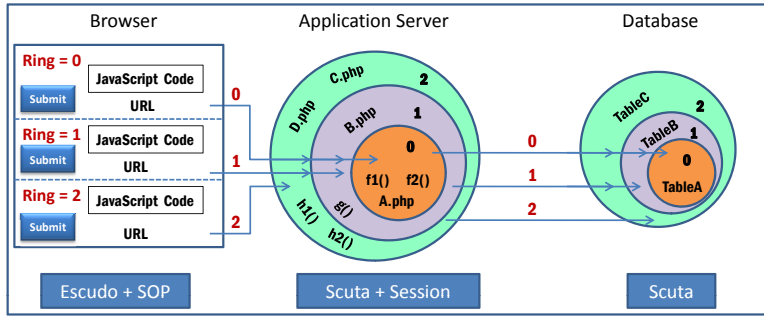 Browser
Application Server
Database
Ring = 0
JavaScript Code
Submit
URL
0
Ring = 1
JavaScript Code
Submit
URL
1
Ring = 2
JavaScript Code
Submit
URL
2
C.php
2
D.php
B.php
1
0
f1() f2()
A.php
g()
h1()
h2()
0
1
2
TableC
2
TableB
1
0
TableA
Escudo + SOP
Scuta + Session
Scuta